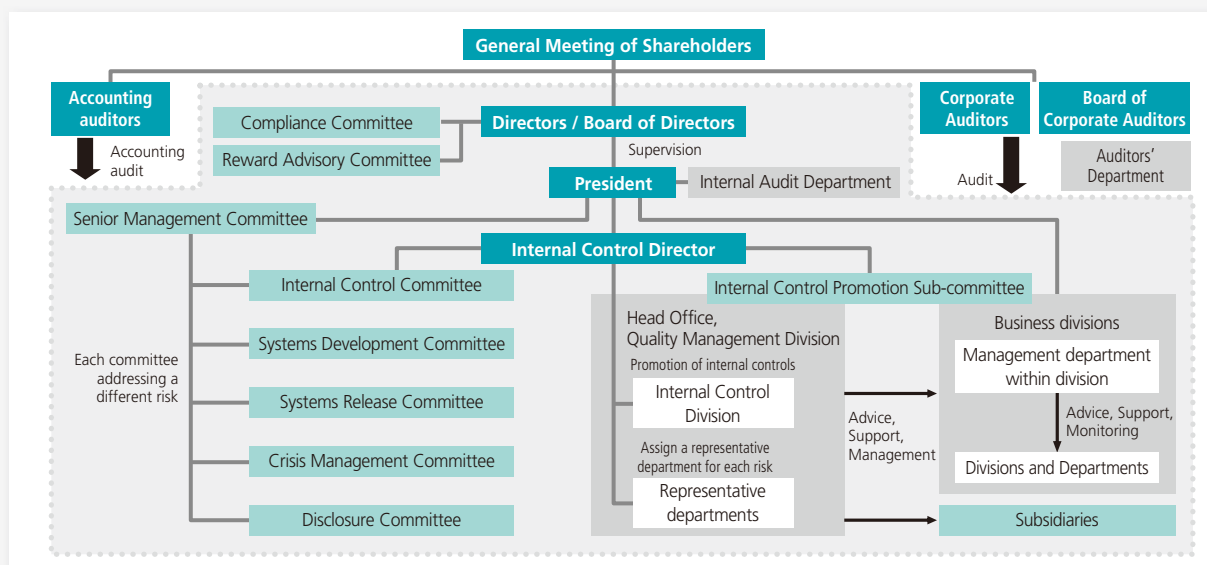 General Meeting of Shareholders
Accounting
auditors
Corporate
Auditors
Board of
Corporate Auditors
Compliance Committee
Directors / Board of Directors
Reward Advisory Committee
Accounting
audit
Supervision
Auditors'
Department
President
Internal Audit Department
Audit
Senior Management Committee
Internal Control Director
Internal Control Committee
Internal Control Promotion Sub-committee
Head Office,
Quality Management Division
Business divisions
Systems Development Committee
Promotion of internal controls
Management department
within division
Each committee
addressing a
different risk
Internal Control
Division
Systems Release Committee
Advice,
Support,
Management
Advice, Support,
Monitoring
Assign a representative
department for each risk
Crisis Management Committee
Divisions and Departments
Representative
departments
Disclosure Committee
Subsidiaries